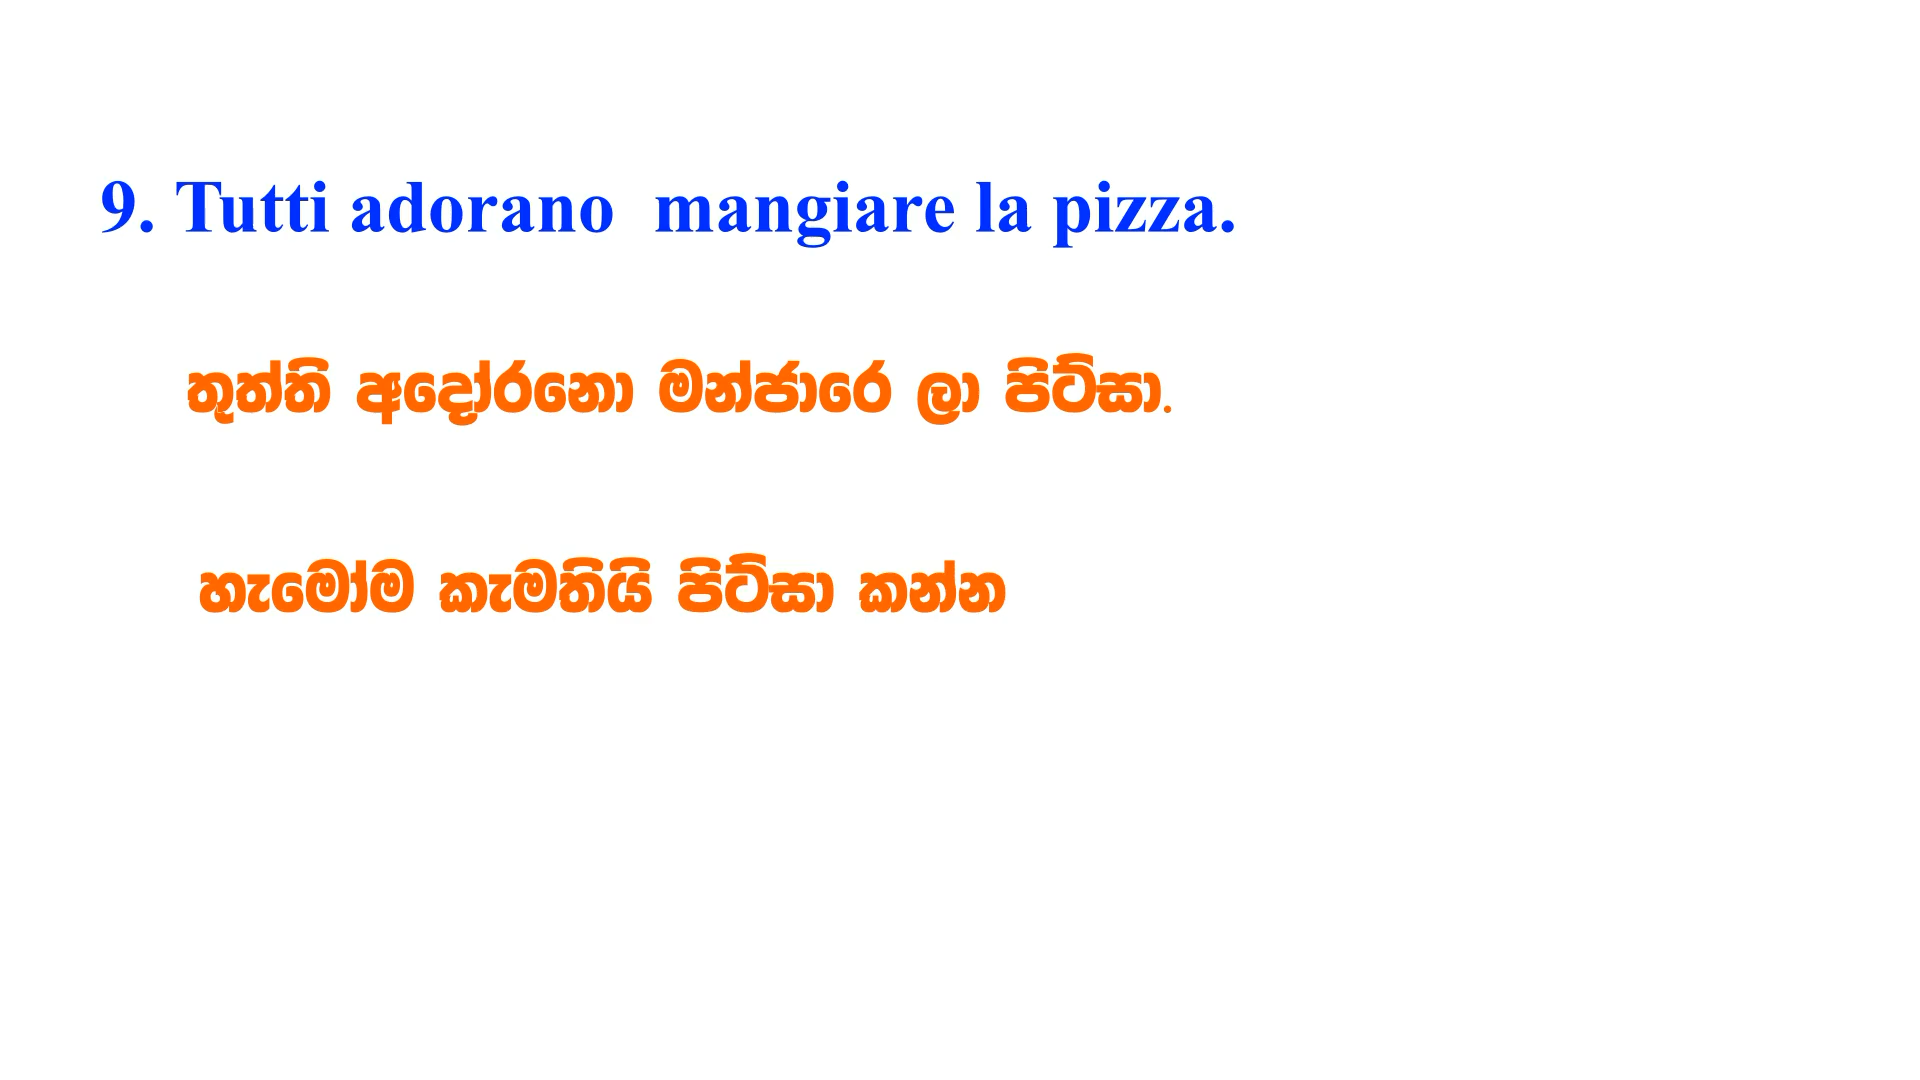 9. Tutti adorano  mangiare la pizza.
තුත්ති අදෝරනො මන්ජාරෙ ලා පිට්සා.
හැමෝම කැමතියි පිට්සා කන්න